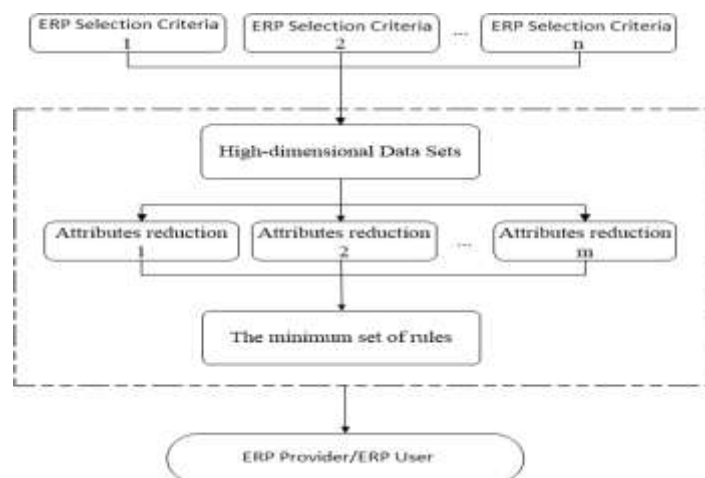 ERP Selection Criteria
1
ERP Selection Criteria
2
...
ERP Selection Criteria
n
High-dimensional Data Sets
Attributes reduction
1
Attributes reduction
2
...
Attributes reduction
m
The minimum set of rules
ERP Provider/ERP User